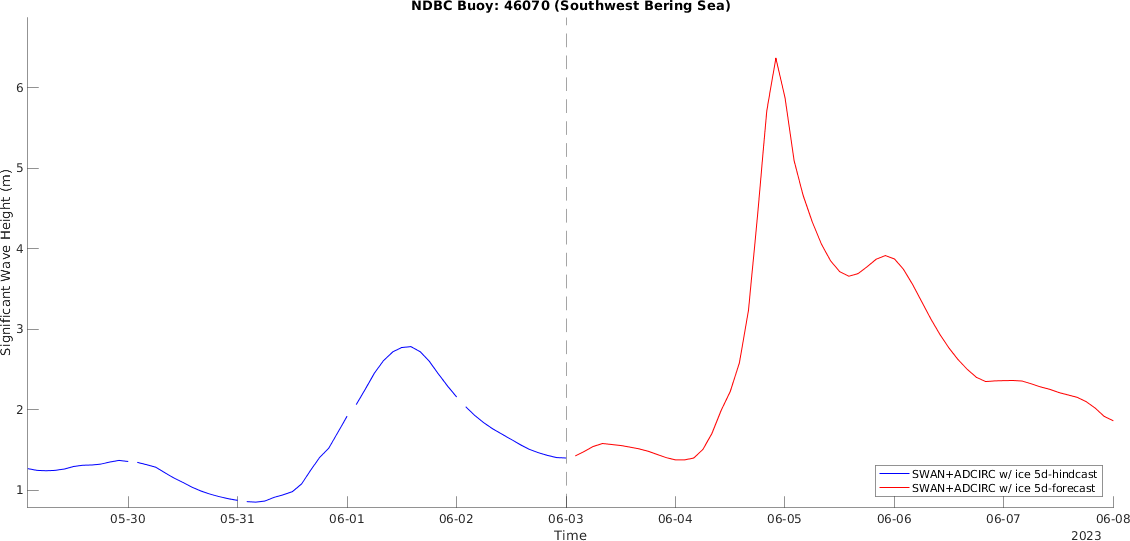 NDBC Buoy: 46070 (Southwest Bering Sea)
Significant Wave Height (m)
6
5
4
3
2
1
SWAN+ADCIRC w/ ice 5d-hindcast
SWAN+ADCIRC w/ ice 5d-forecast
05-30 05-31 06-01 06-02 06-03 06-04 06-05 06-06 06-07 06-08
Time
2023